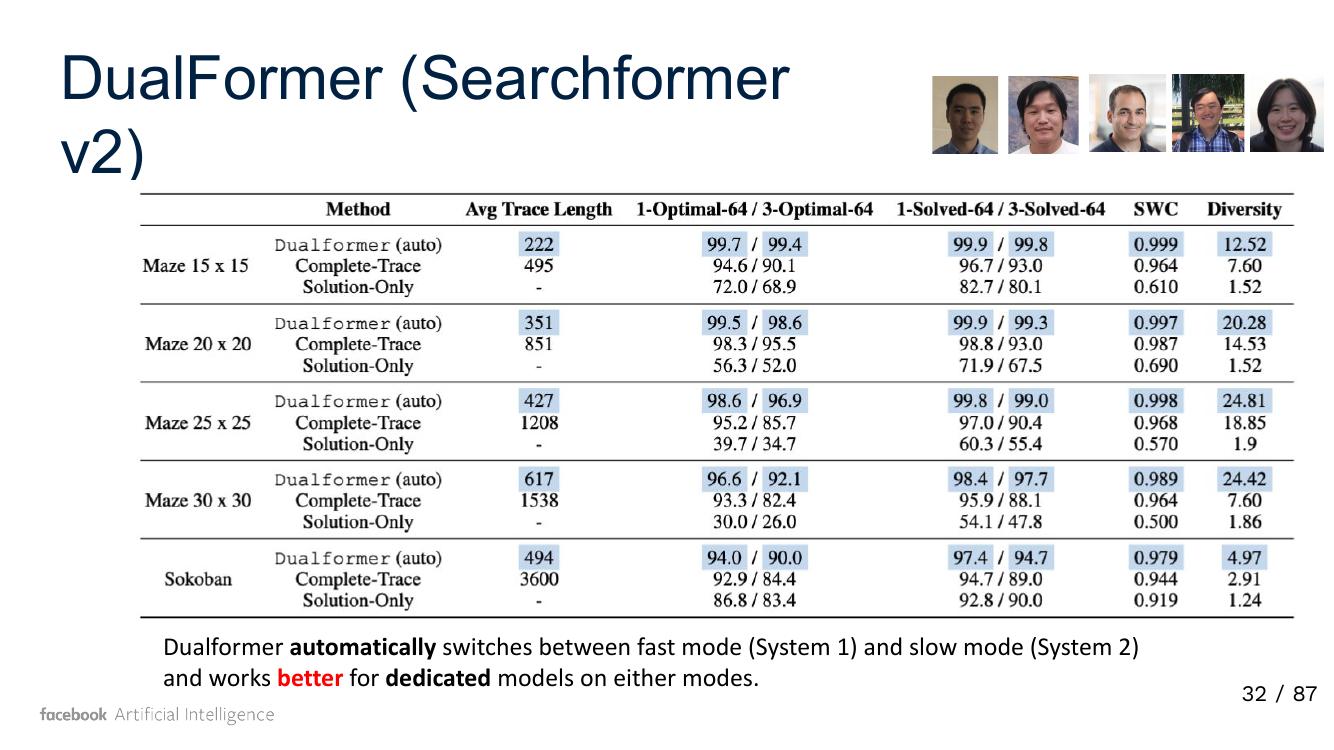 DualFormer (Searchformer
v2)
Method Avg Trace Length 1-Optimal-64 / 3-Optimal-64 1-Solved-64 / 3-Solved-64 SWC Diversity
Dualformer (auto) 222 99.7 / 99.4 99.9 / 99.8 0.999 12.52
Maze 15 x 15 Complete-Trace 495 94.6 / 90.1 96.7 / 93.0 0.964 7.60
Solution-Only - 72.0 / 68.9 82.7 / 80.1 0.610 1.52
Dualformer (auto) 351 99.5 / 98.6 99.9 / 99.3 0.997 20.28
Maze 20 x 20 Complete-Trace 851 98.3 / 95.5 98.8 / 93.0 0.987 14.53
Solution-Only - 56.3 / 52.0 71.9 / 67.5 0.690 1.52
Dualformer (auto) 427 98.6 / 96.9 99.8 / 99.0 0.998 24.81
Maze 25 x 25 Complete-Trace 1208 95.2 / 85.7 97.0 / 90.4 0.968 18.85
Solution-Only - 39.7 / 34.7 60.3 / 55.4 0.570 1.9
Dualformer (auto) 617 96.6 / 92.1 98.4 / 97.7 0.989 24.42
Maze 30 x 30 Complete-Trace 1538 93.3 / 82.4 95.9 / 88.1 0.964 7.60
Solution-Only - 30.0 / 26.0 54.1 / 47.8 0.500 1.86
Dualformer (auto) 494 94.0 / 90.0 97.4 / 94.7 0.979 4.97
Sokoban Complete-Trace 3600 92.9 / 84.4 94.7 / 89.0 0.944 2.91
Solution-Only - 86.8 / 83.4 92.8 / 90.0 0.919 1.24
Dualformer automatically switches between fast mode (System 1) and slow mode (System 2)
and works better for dedicated models on either modes.
32 / 87
facebook Artificial Intelligence